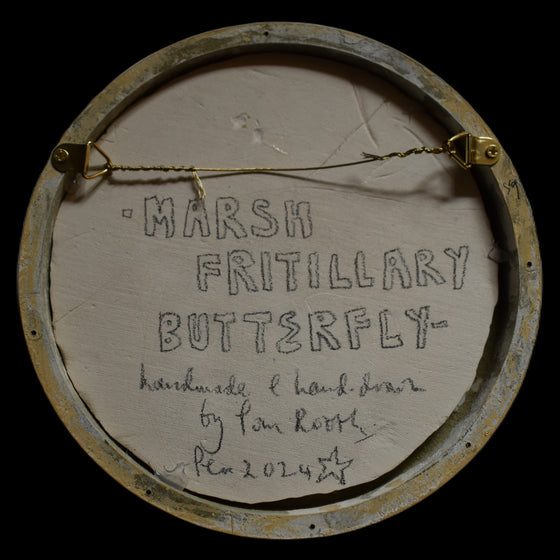 - MARSH
FRITILLARY
BUTTERFLY -
handmade & hand-drawn
by
2024